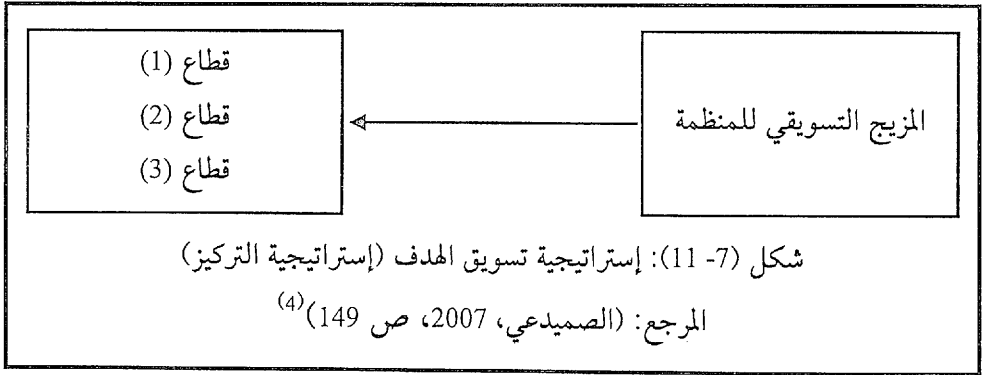 المزيج التسويقي للمنظمة
قطاع (1)
قطاع (2)
قطاع (3)
شكل (7- 11): إستراتيجية تسويق الهدف (إستراتيجية التركيز)
المرجع: (الصميدعي، 2007، ص 149)(4)